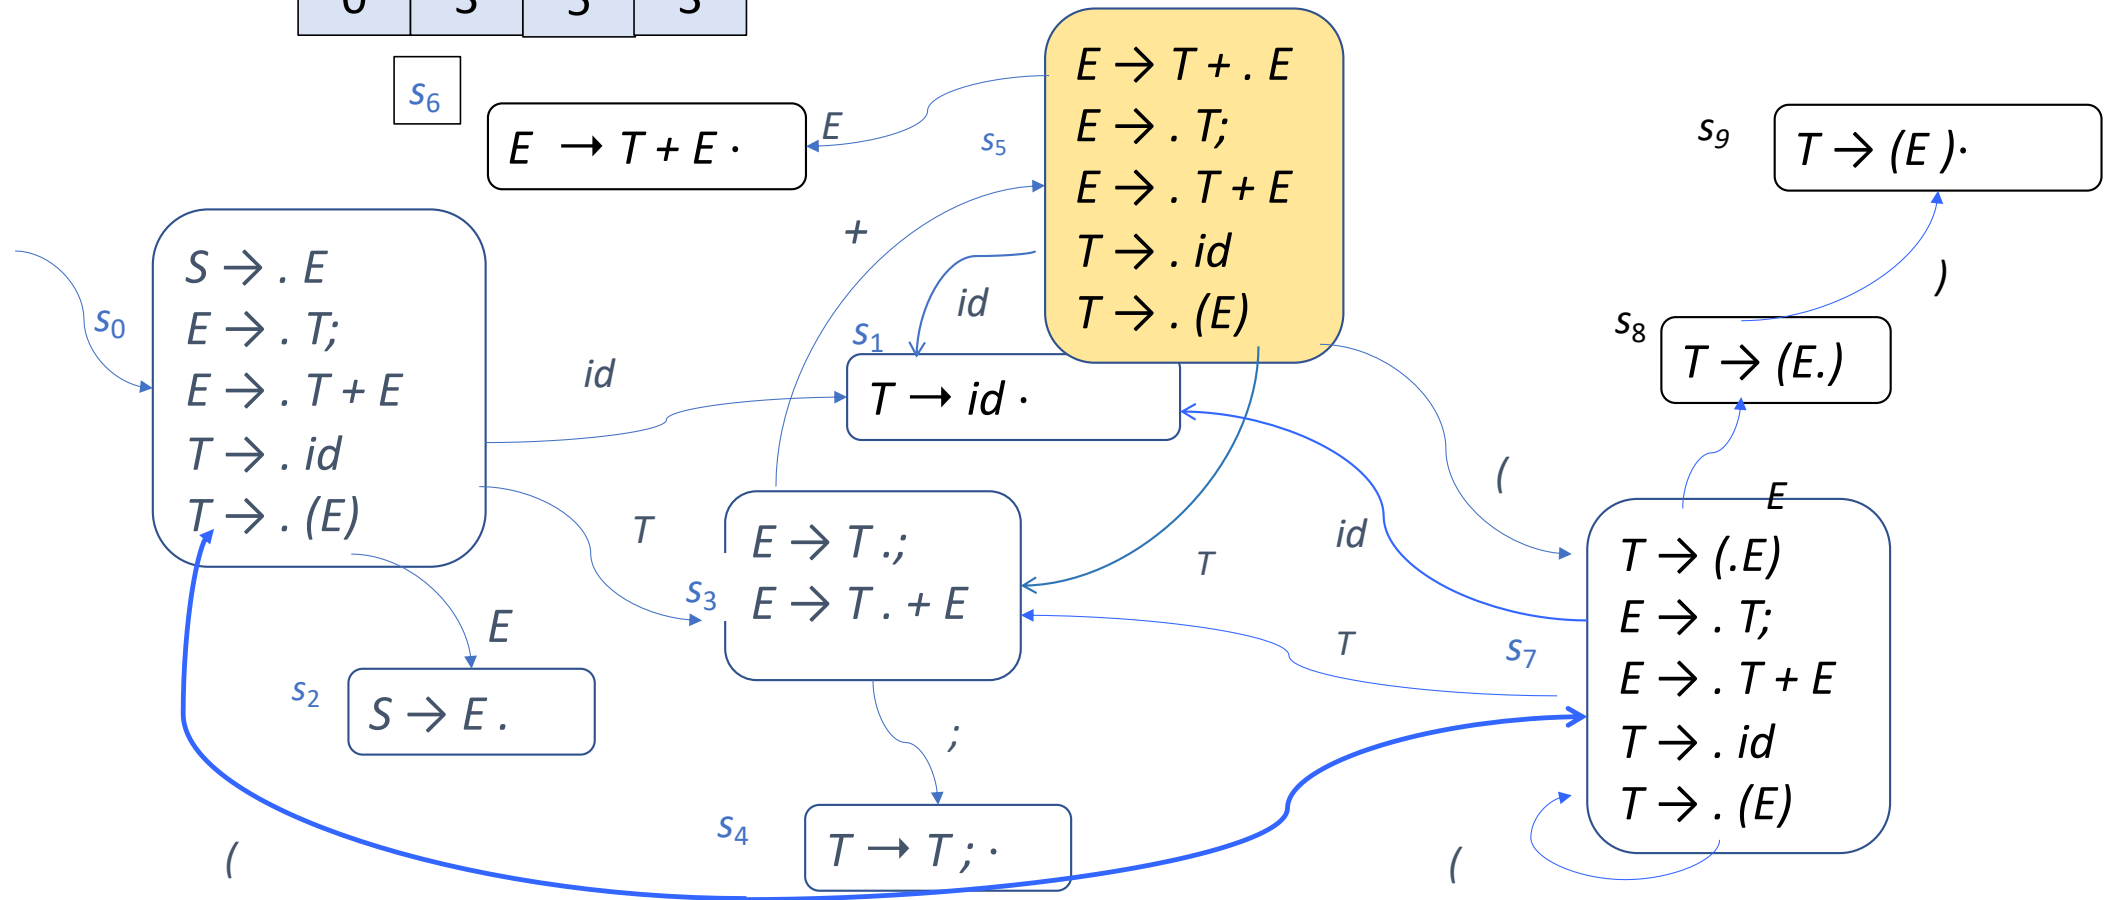 s6
E → T + E ·
E
s5
E → T + . E
E → . T;
E → . T + E
T → . id
T → . (E)
s9
T → (E )·
+
)
s0
S → . E
E → . T;
E → . T + E
T → . id
T → . (E)
id
id
s1
T → id ·
s8
T → (E.)
(
T
s3
E → T .;
E → T . + E
T
id
T
E
s7
T → (.E)
E → . T;
E → . T + E
T → . id
T → . (E)
E
s2
S → E .
;
s4
T → T ; ·
(
(